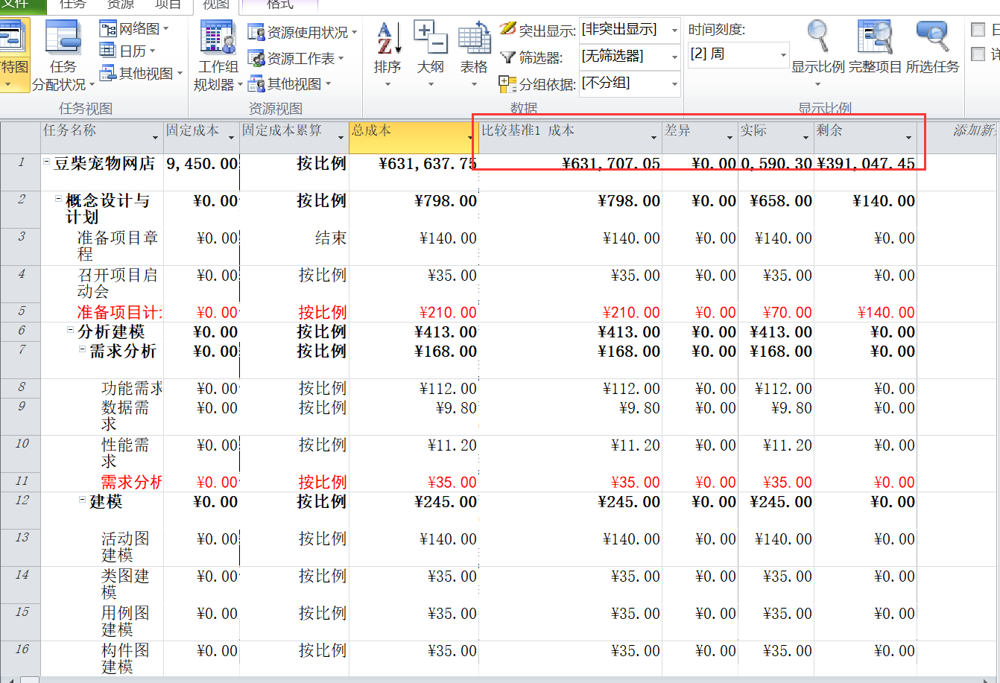 文件 任务 资源 项目 视图 格式
特图
任务
分配状况
网络图
日历
其他视图
任务视图
工作组
规划器
资源使用状况
资源工作表
其他视图
资源视图
排序
大纲
表格
突出显示: [非突出显示]
筛选器: [无筛选器]
分组依据: [不分组]
数据
时间刻度:
[2] 周
显示比例
完整项目
所选任务
显示比例
任务名称 固定成本 固定成本累算 总成本 比较基准1 成本 差异 实际 剩余 添加新
1 豆柴宠物网店 9,450.00 按比例 ¥631,637.75 ¥631,707.05 ¥0.00 0,590.30 ¥391,047.45
2 概念设计与 ¥0.00 按比例 ¥798.00 ¥798.00 ¥0.00 ¥658.00 ¥140.00
计划
3 准备项目章 ¥0.00 结束 ¥140.00 ¥140.00 ¥0.00 ¥140.00 ¥0.00
程
4 召开项目启 ¥0.00 按比例 ¥35.00 ¥35.00 ¥0.00 ¥35.00 ¥0.00
动会
5 准备项目计 ¥0.00 按比例 ¥210.00 ¥210.00 ¥0.00 ¥70.00 ¥140.00
6 分析建模 ¥0.00 按比例 ¥413.00 ¥413.00 ¥0.00 ¥413.00 ¥0.00
7 需求分析 ¥0.00 按比例 ¥168.00 ¥168.00 ¥0.00 ¥168.00 ¥0.00
8 功能需求 ¥0.00 按比例 ¥112.00 ¥112.00 ¥0.00 ¥112.00 ¥0.00
9 数据需 ¥0.00 按比例 ¥9.80 ¥9.80 ¥0.00 ¥9.80 ¥0.00
求
10 性能需 ¥0.00 按比例 ¥11.20 ¥11.20 ¥0.00 ¥11.20 ¥0.00
求
11 需求分析 ¥0.00 按比例 ¥35.00 ¥35.00 ¥0.00 ¥35.00 ¥0.00
12 建模 ¥0.00 按比例 ¥245.00 ¥245.00 ¥0.00 ¥245.00 ¥0.00
13 活动图 ¥0.00 按比例 ¥140.00 ¥140.00 ¥0.00 ¥140.00 ¥0.00
建模
14 类图建 ¥0.00 按比例 ¥35.00 ¥35.00 ¥0.00 ¥35.00 ¥0.00
模
15 用例图 ¥0.00 按比例 ¥35.00 ¥35.00 ¥0.00 ¥35.00 ¥0.00
建模
16 构件图 ¥0.00 按比例 ¥35.00 ¥35.00 ¥0.00 ¥35.00 ¥0.00
建模